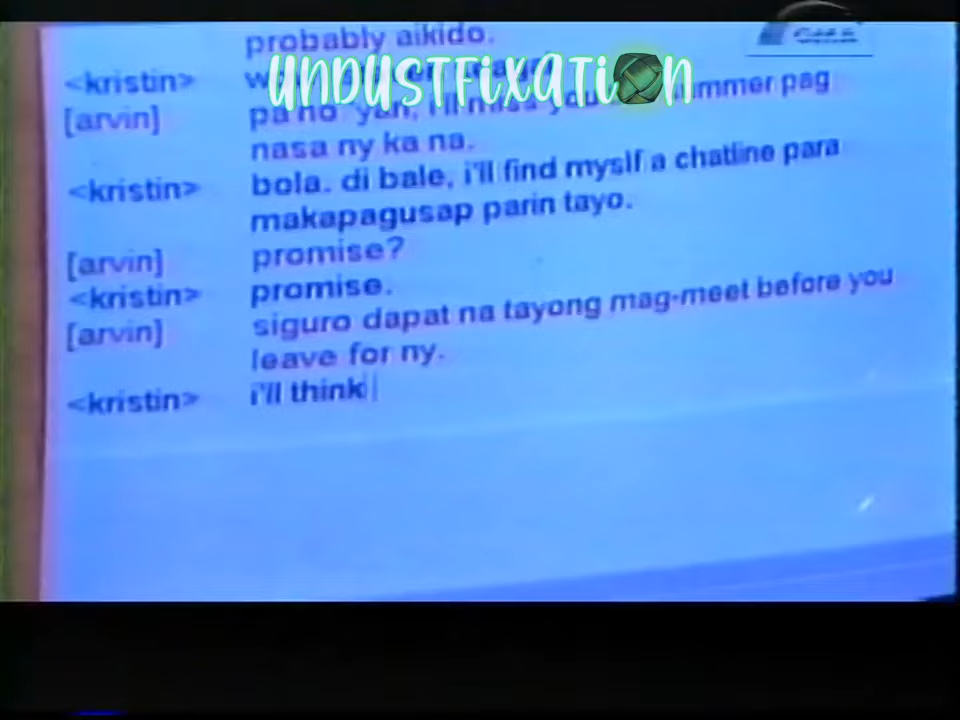 probably aikido.
UNDUSTFIXATION
<kristin>
[arvin] pa no 'yan, i'll miss you summer pag
nasa ny ka na.
<kristin> bola. di bale, i'll find myslf a chatline para
makapagusap parin tayo.
[arvin] promise?
<kristin> promise.
[arvin] siguro dapat na tayong mag-meet before you
leave for ny.
<kristin> i'll think